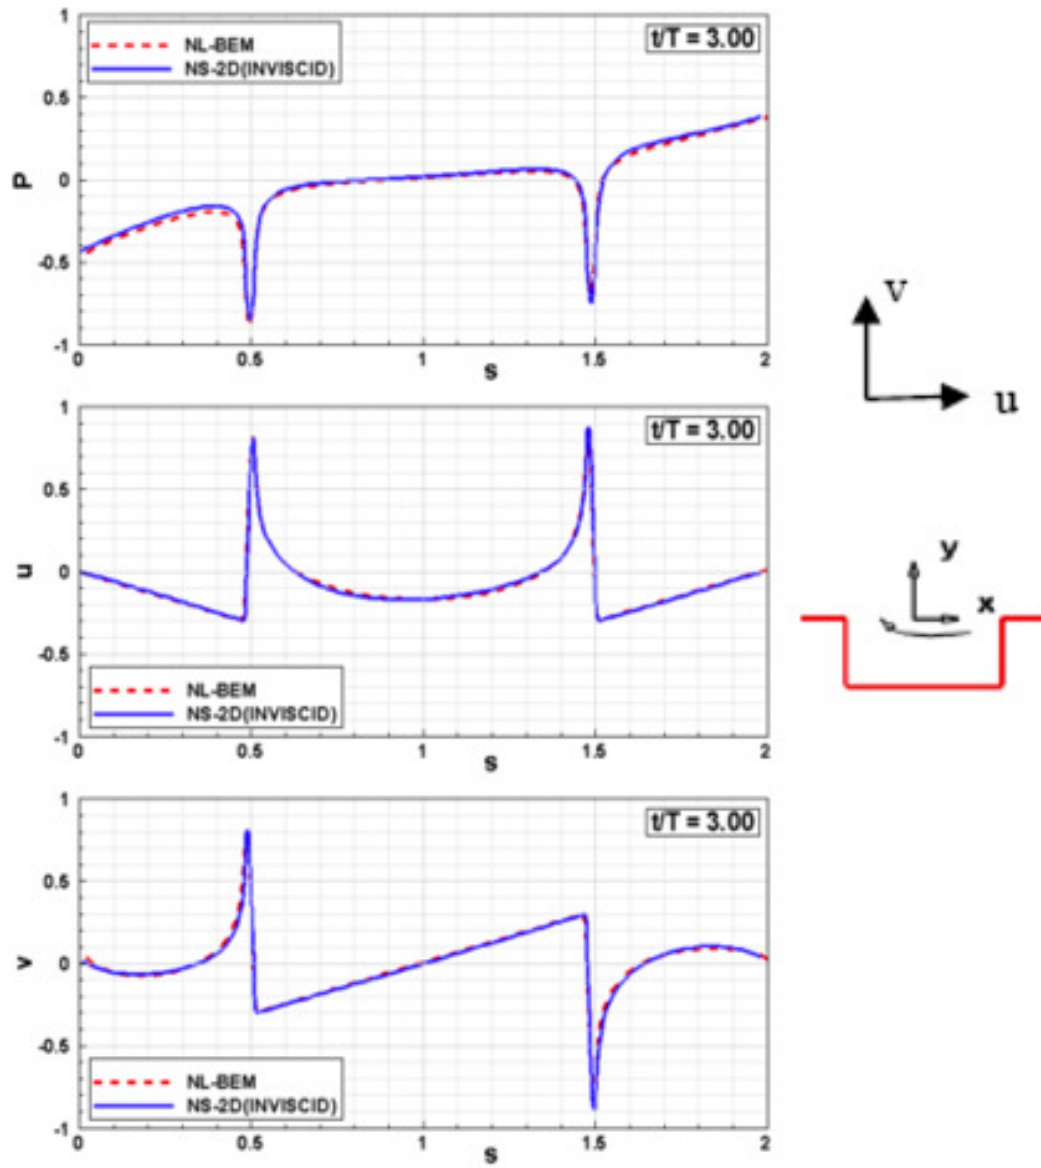 1
NL-BEM
NS-2D(INVISCID)
t/T = 3.00
0.5
P
0
-0.5
-1
0 0.5 1 1.5 2
s
v
u
1
t/T = 3.00
0.5
u
0
-0.5
NL-BEM
NS-2D(INVISCID)
-1
0 0.5 1 1.5 2
s
y
x
1
t/T = 3.00
0.5
v
0
-0.5
NL-BEM
NS-2D(INVISCID)
-1
0 0.5 1 1.5 2
s